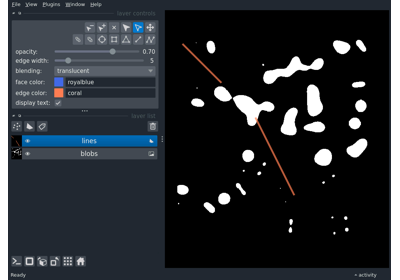 File View Plugins Window Help
layer controls
opacity: 0.70
edge width: 5
blending: translucent
face color: royalblue
edge color: coral
display text:
layer list
lines
blobs
Ready
activity